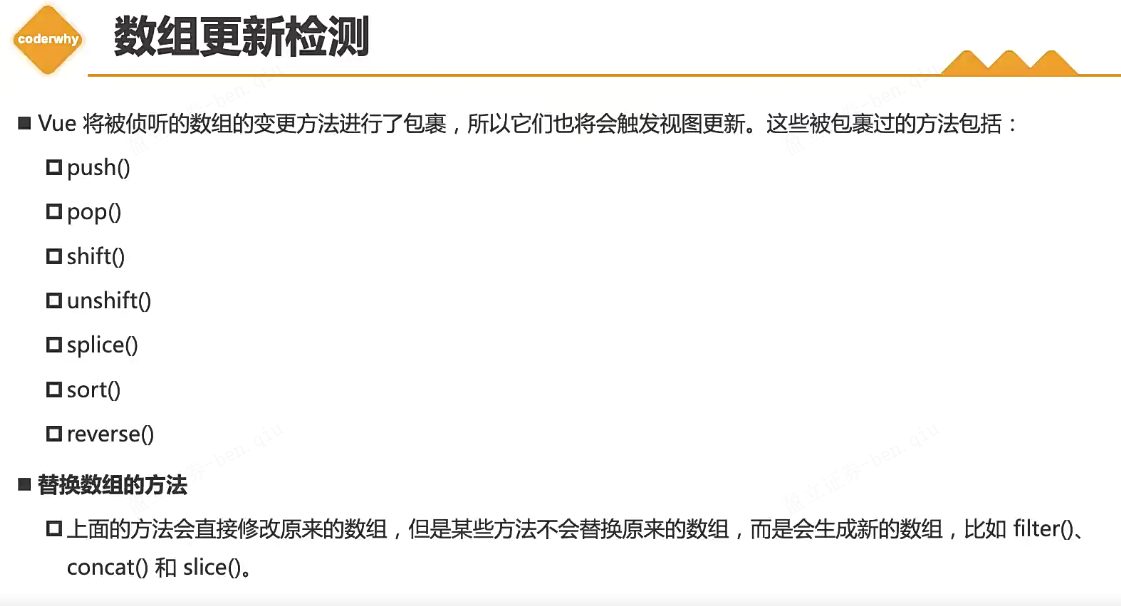 coderwhy
数组更新检测
Vue 将被侦听的数组的变更方法进行了包裹，所以它们也将会触发视图更新。这些被包裹过的方法包括：
push()
pop()
shift()
unshift()
splice()
sort()
reverse()
替换数组的方法
上面的方法会直接修改原来的数组，但是某些方法不会替换原来的数组，而是会生成新的数组，比如 filter()、
concat() 和 slice()。